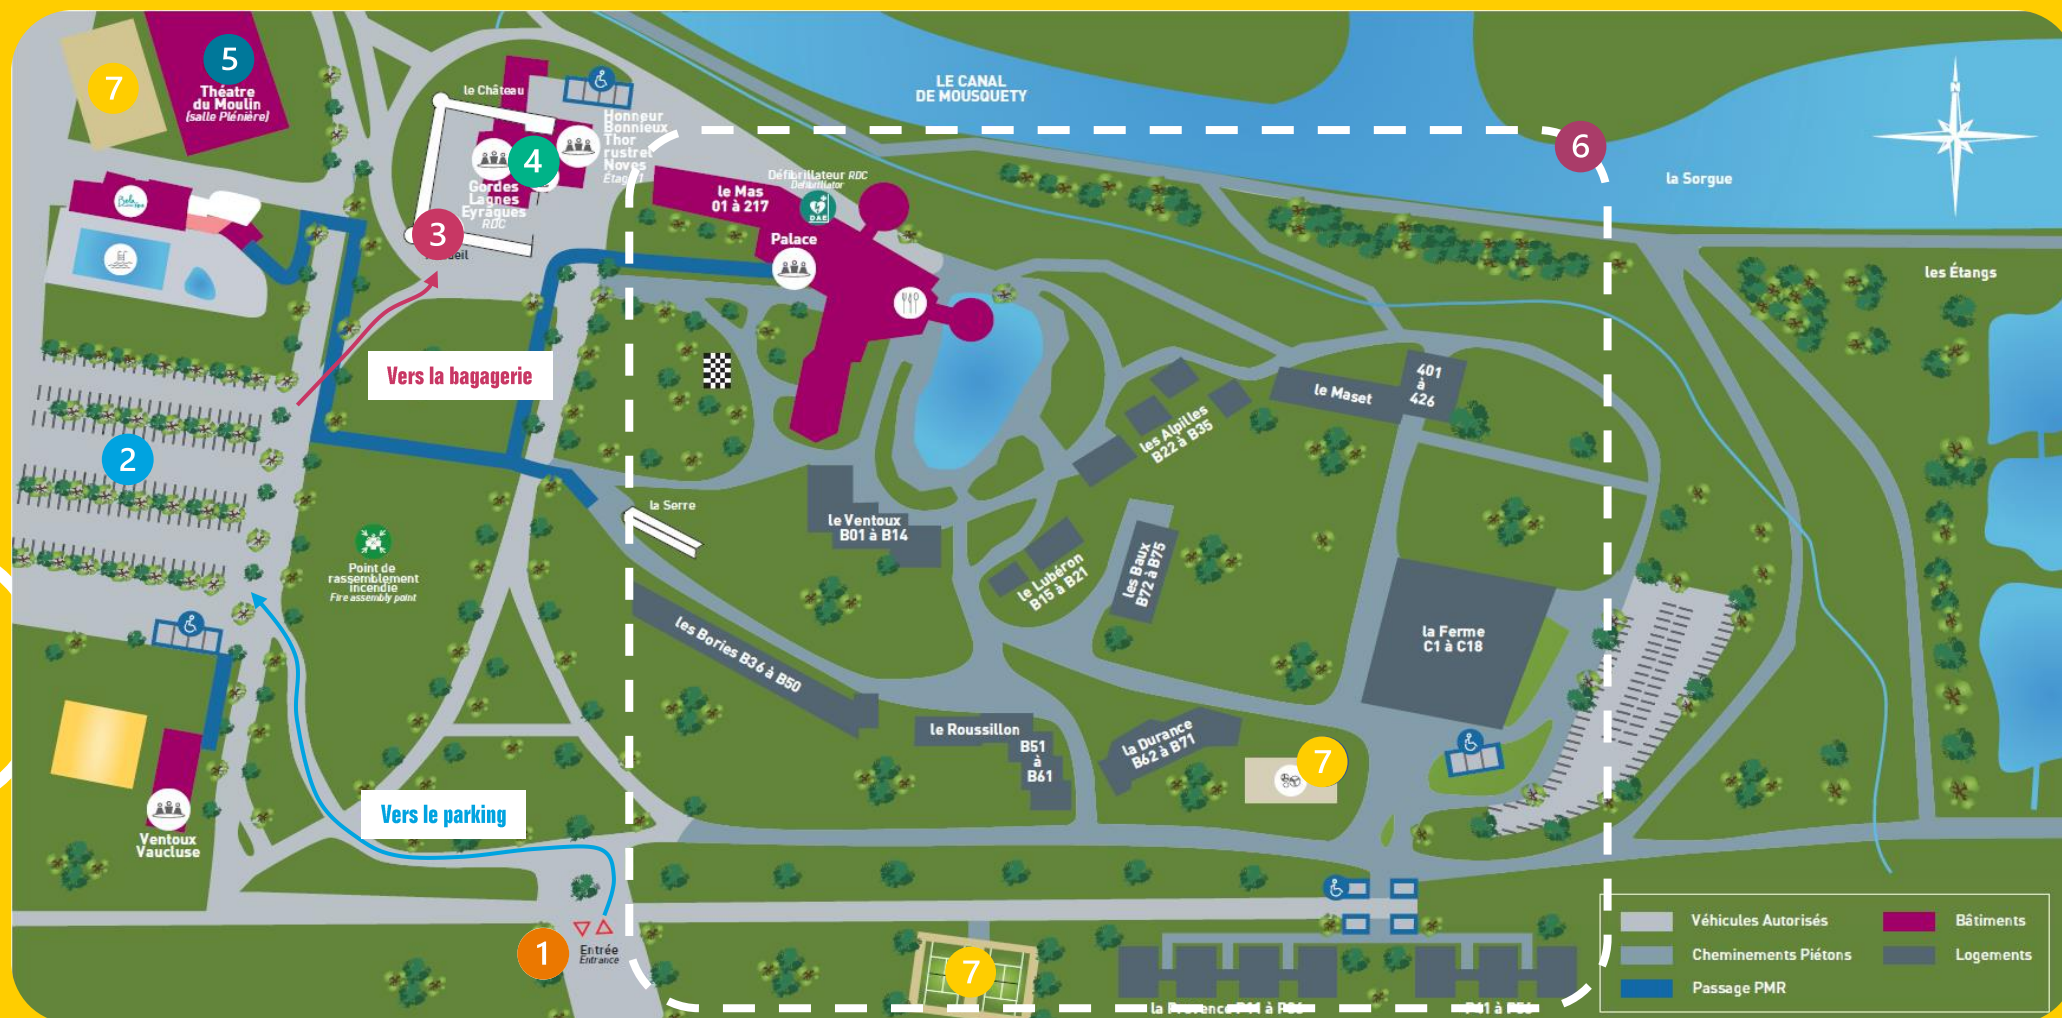 7
5
Théatre
du Moulin
(salle Plénière)
le Château
Honneur
Bonnieux
Thor
Noves
4
Gordes
Lagnes
Eyragues
RDC
3
LE CANAL
DE MOUSQUETY
6
N
la Sorgue
les Étangs
le Mas
01 à 217
Défibrillateur RDC
Defibrillator
DAE
Palace
Vers la bagagerie
2
401
à
426
le Maset
les Alpilles
B22 à B35
la Serre
le Ventoux
B01 à B14
le Lubéron
B15 à B21
les Baux
B72 à B75
Point de
rassemblement
incendie
Fire assembly point
les Bories B36 à B50
la Ferme
C1 à C18
le Roussillon
B51
à
B61
la Durance
B62 à B71
7
Vers le parking
Ventoux
Vaucluse
1
Entrée
Entrance
7
la Provence
Véhicules Autorisés
Bâtiments
Cheminements Piétons
Logements
Passage PMR